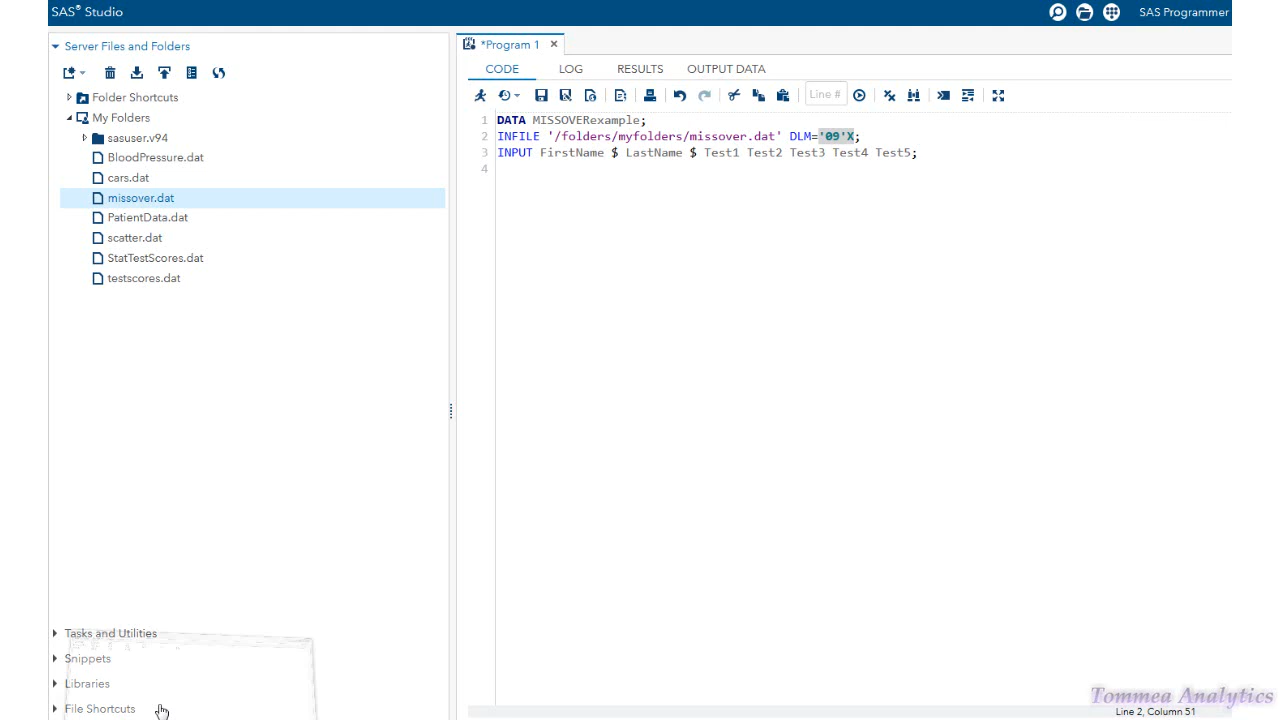 SAS® Studio
SAS Programmer
Server Files and Folders
Folder Shortcuts
My Folders
sasuser.v94
BloodPressure.dat
cars.dat
missover.dat
PatientData.dat
scatter.dat
StatTestScores.dat
testscores.dat
Tasks and Utilities
Snippets
Libraries
File Shortcuts
*Program 1
CODE LOG RESULTS OUTPUT DATA
Line #
1 DATA MISSOVERexample;
2 INFILE '/folders/myfolders/missover.dat' DLM='09'X;
3 INPUT FirstName $ LastName $ Test1 Test2 Test3 Test4 Test5;
4
Tommea Analytics
Line 2, Column 51